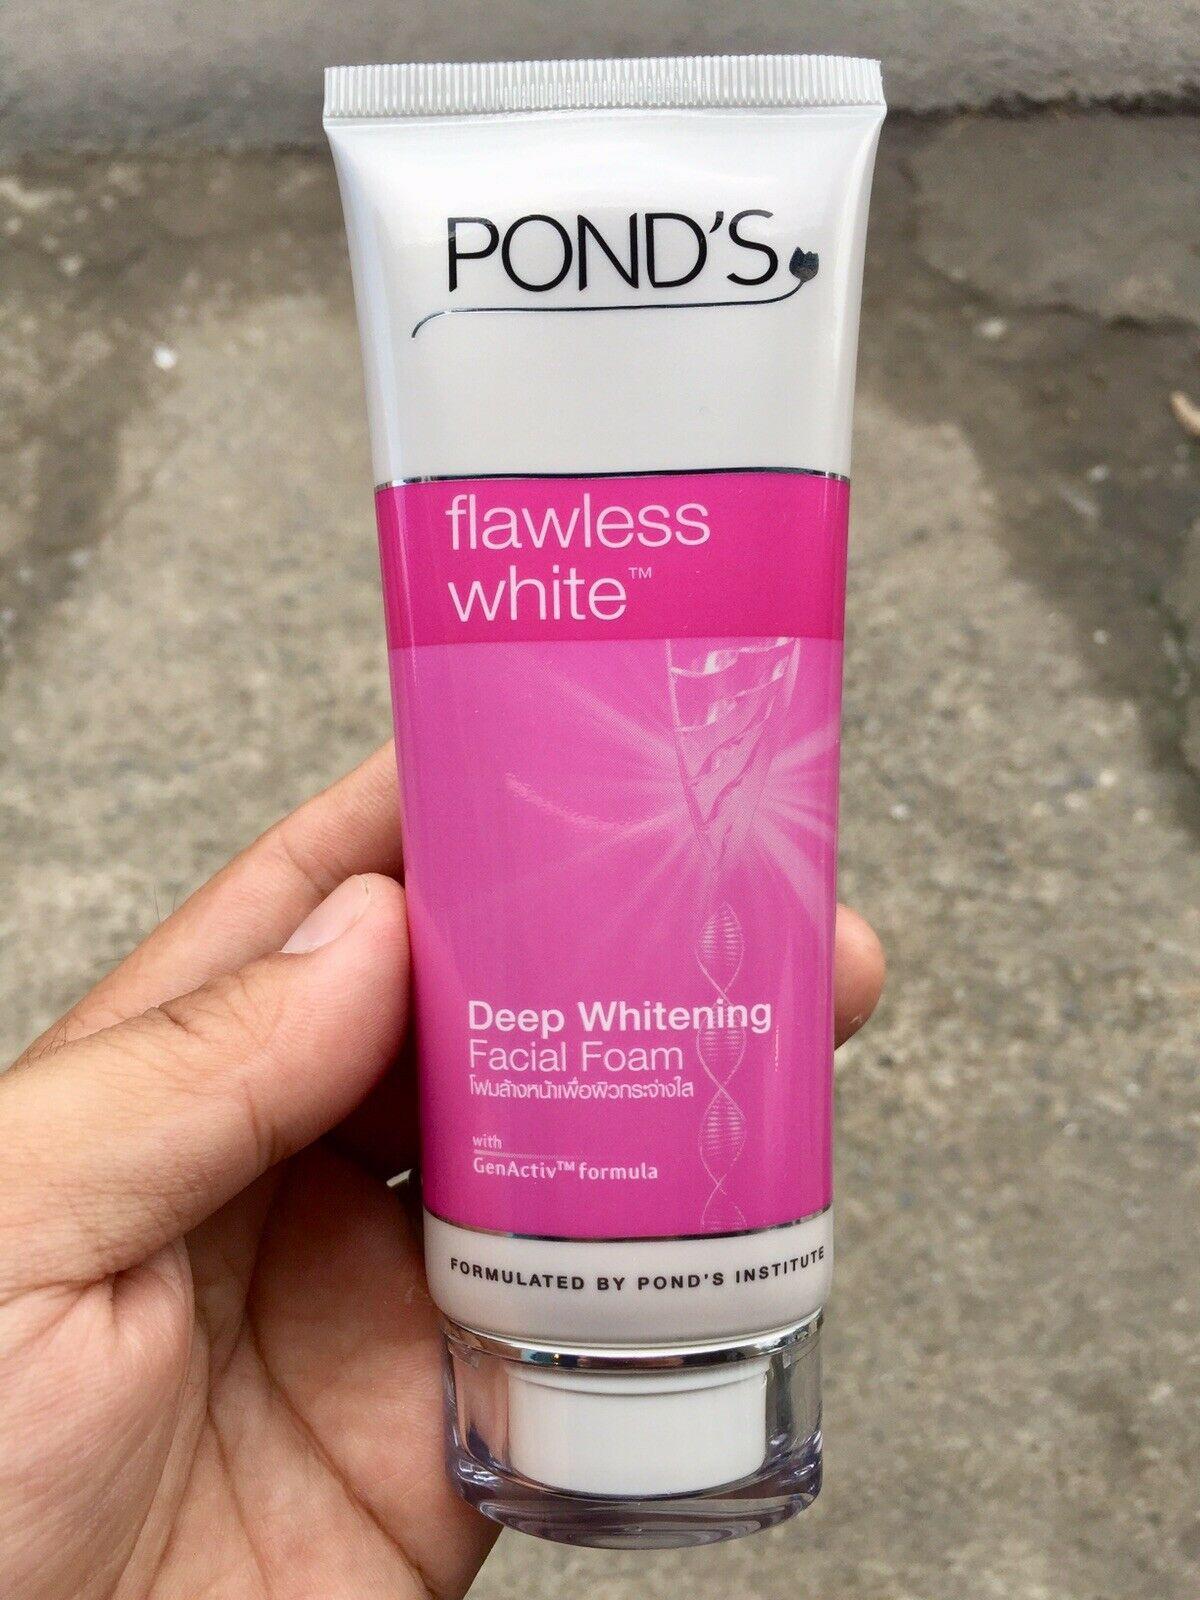 POND'S
flawless
white™
Deep Whitening
Facial Foam
โฟมล้างหน้าเพื่อผิวกระจ่างใส
with
GenActiv™ formula
FORMULATED BY POND'S INSTITUTE